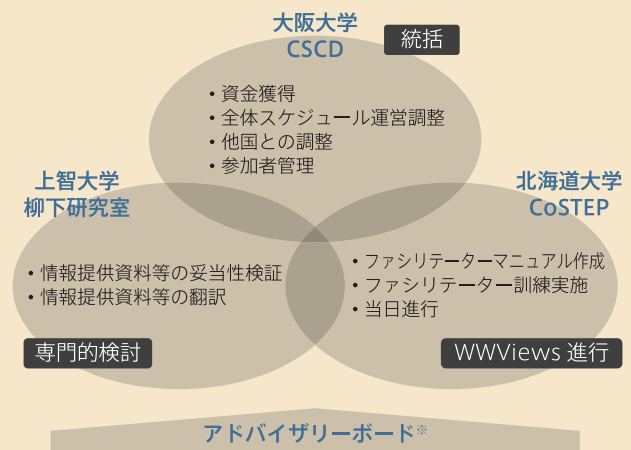 大阪大学
CSCD
統括
• 資金獲得
• 全体スケジュール運営調整
• 他国との調整
• 参加者管理
上智大学
柳下研究室
北海道大学
CoSTEP
• 情報提供資料等の妥当性検証
• 情報提供資料等の翻訳
• ファシリテーターマニュアル作成
• ファシリテーター訓練実施
• 当日進行
専門的検討
WWViews 進行
アドバイザリーボード※